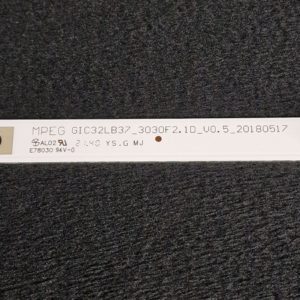 MPEG GIC32LB37_3030F2.1D_V0.5_20180517
AL02 21.40 YS.G MJ
E78030 94V-0